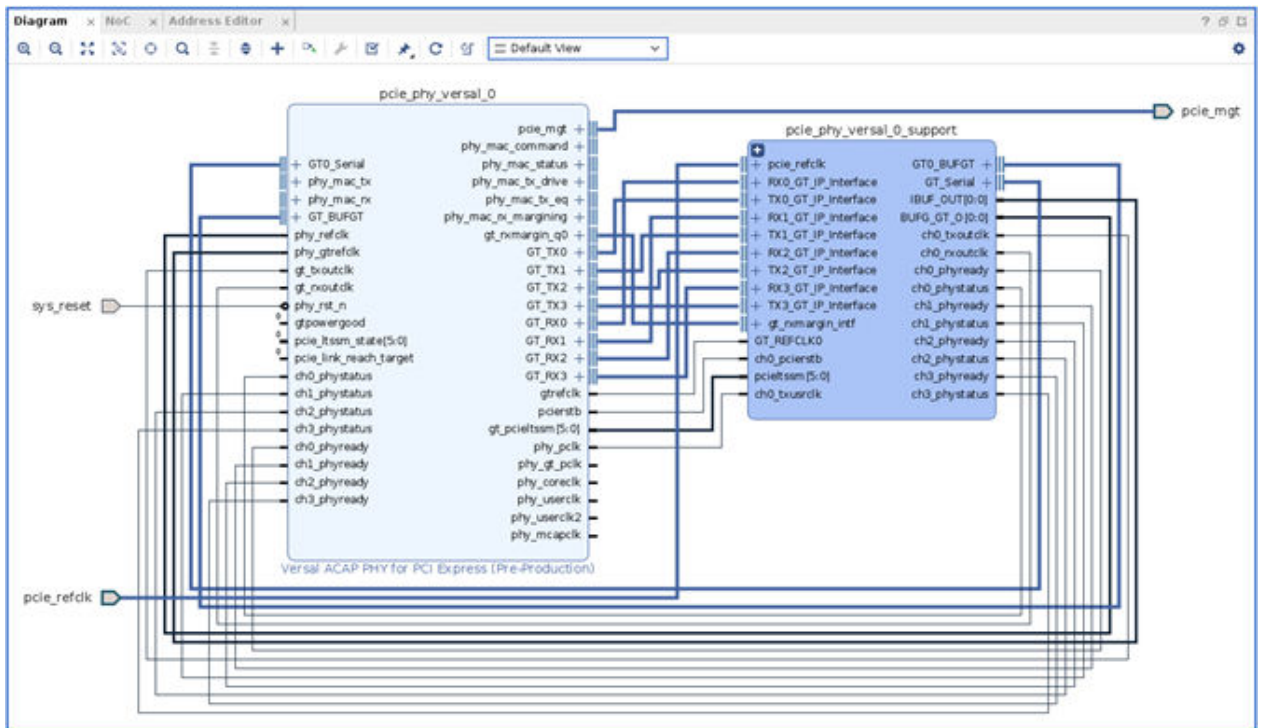 Diagram × NoC × Address Editor ×
Default View
pcie_phy_versal_0
pcie_mgt
phy_mac_command
GT0_Serial
phy_mac_status
phy_mac_tx
phy_mac_tx_drive
phy_mac_rx
phy_mac_tx_eq
GT_BUFGT
phy_mac_rx_margining
phy_refclk
gt_rxmargin_q0
phy_gtrefclk
GT_TX0
gt_txoutclk
GT_TX1
gt_rxoutclk
GT_TX2
phy_rst_n
GT_TX3
gtpowergood
GT_RX0
pcie_ltssm_state[5:0]
GT_RX1
pcie_link_reach_target
GT_RX2
ch0_phystatus
GT_RX3
ch1_phystatus
gtrefclk
ch2_phystatus
pcierstb
ch3_phystatus
gt_pcieltssm[5:0]
ch0_phyready
phy_pclk
ch1_phyready
phy_gt_pclk
ch2_phyready
phy_coreclk
ch3_phyready
phy_userclk
phy_userclk2
phy_mcapclk
Versal ACAP PHY for PCI Express (Pre-Production)
sys_reset
pcie_refclk
pcie_phy_versal_0_support
pcie_refclk
GT0_BUFGT
RX0_GT_IP_Interface
GT_Serial
TX0_GT_IP_Interface
IBUF_OUT[0:0]
RX1_GT_IP_Interface
BUFG_GT_O[0:0]
TX1_GT_IP_Interface
ch0_txoutclk
RX2_GT_IP_Interface
ch0_rxoutclk
TX2_GT_IP_Interface
ch0_phyready
RX3_GT_IP_Interface
ch0_phystatus
TX3_GT_IP_Interface
ch1_phyready
gt_rxmargin_intf
ch1_phystatus
GT_REFCLK0
ch2_phyready
ch0_pcierstb
ch2_phystatus
pcieltssm[5:0]
ch3_phyready
ch0_txusrclk
ch3_phystatus
pcie_mgt